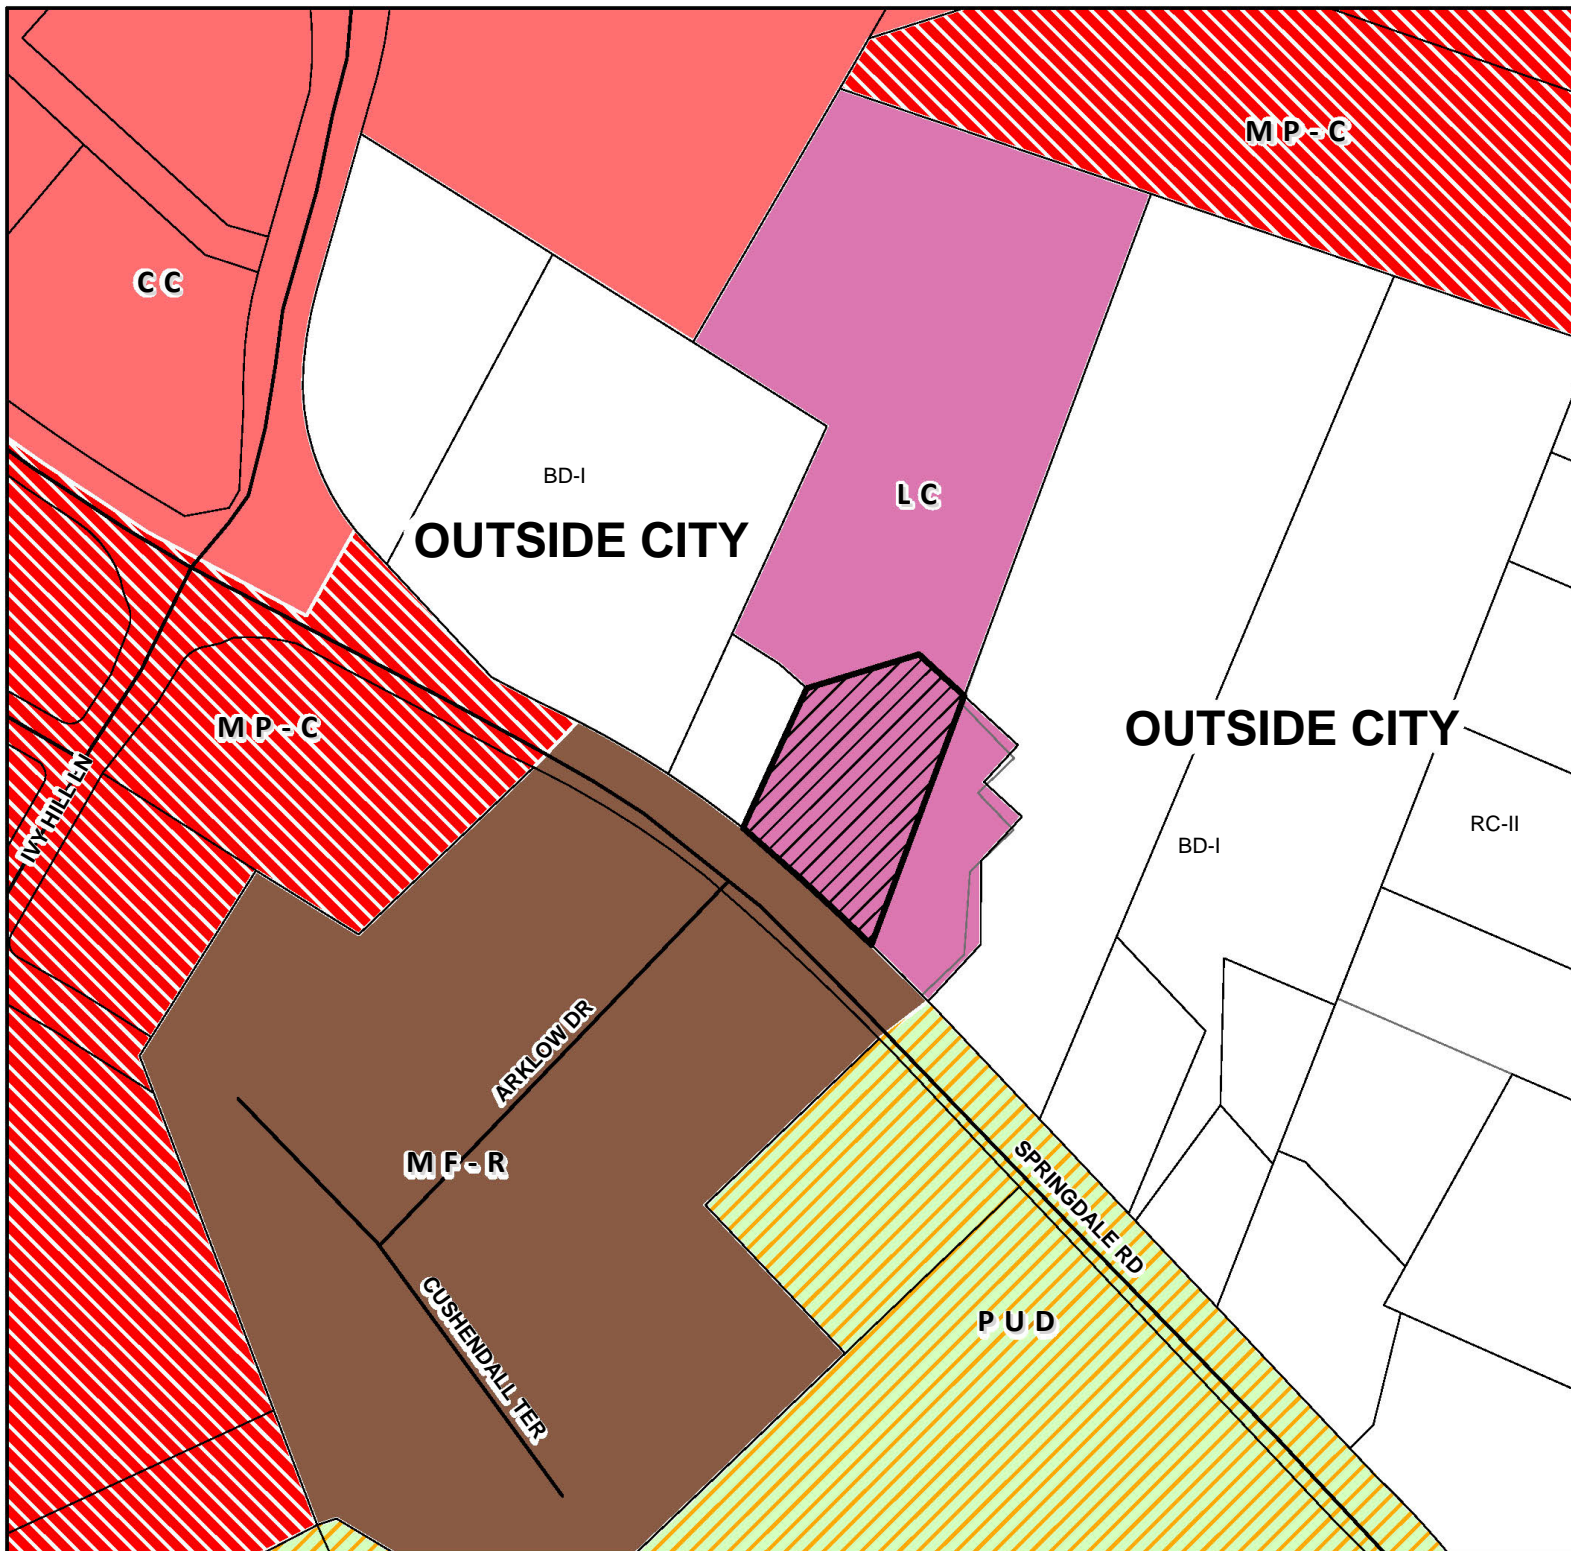 M P - C
C C
BD-I
L C
OUTSIDE CITY
OUTSIDE CITY
M P - C
IVY HILL LN
RC-II
BD-I
ARKLOW DR
M F - R
SPRINGDALE RD
CUSHENDALL TER
P U D